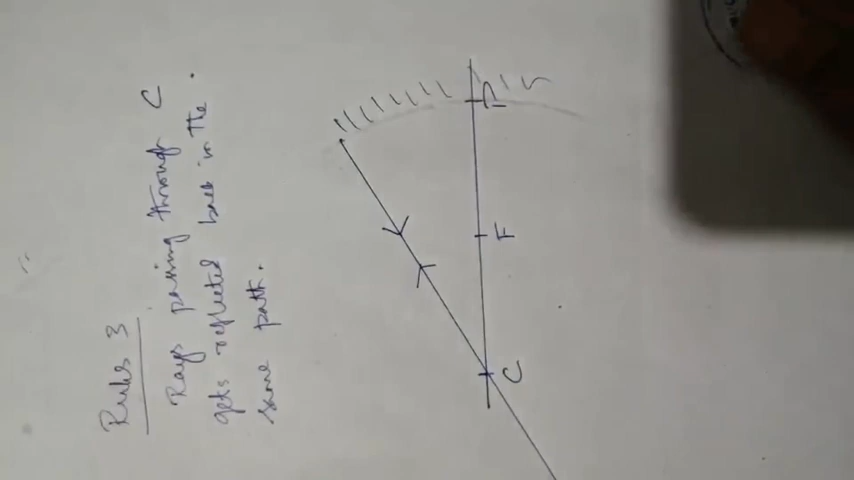 Rules 3
Rays passing through C
gets reflected back in the
same path.
P
F
C